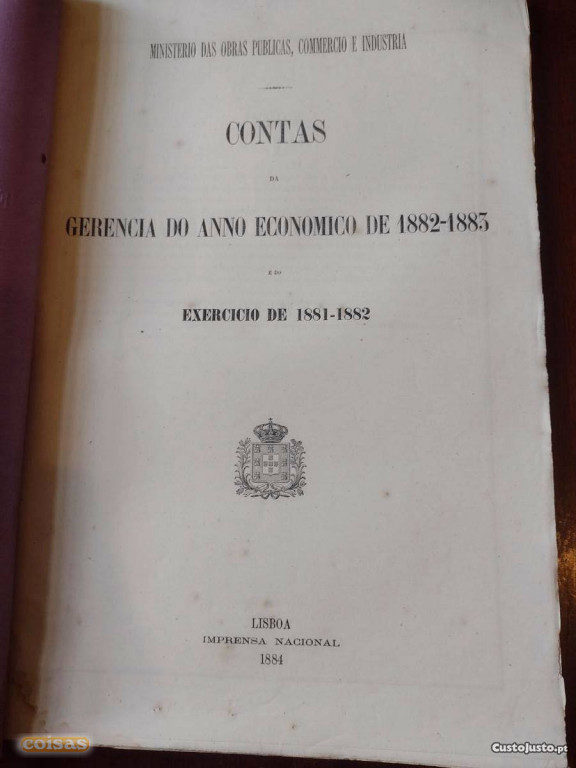 MINISTERIO DAS OBRAS PUBLICAS, COMMERCIO E INDUSTRIA
CONTAS
DA
GERENCIA DO ANNO ECONOMICO DE 1882-1883
E DO
EXERCICIO DE 1881-1882
LISBOA
IMPRENSA NACIONAL
1884
coisas
CustoJusto.pt